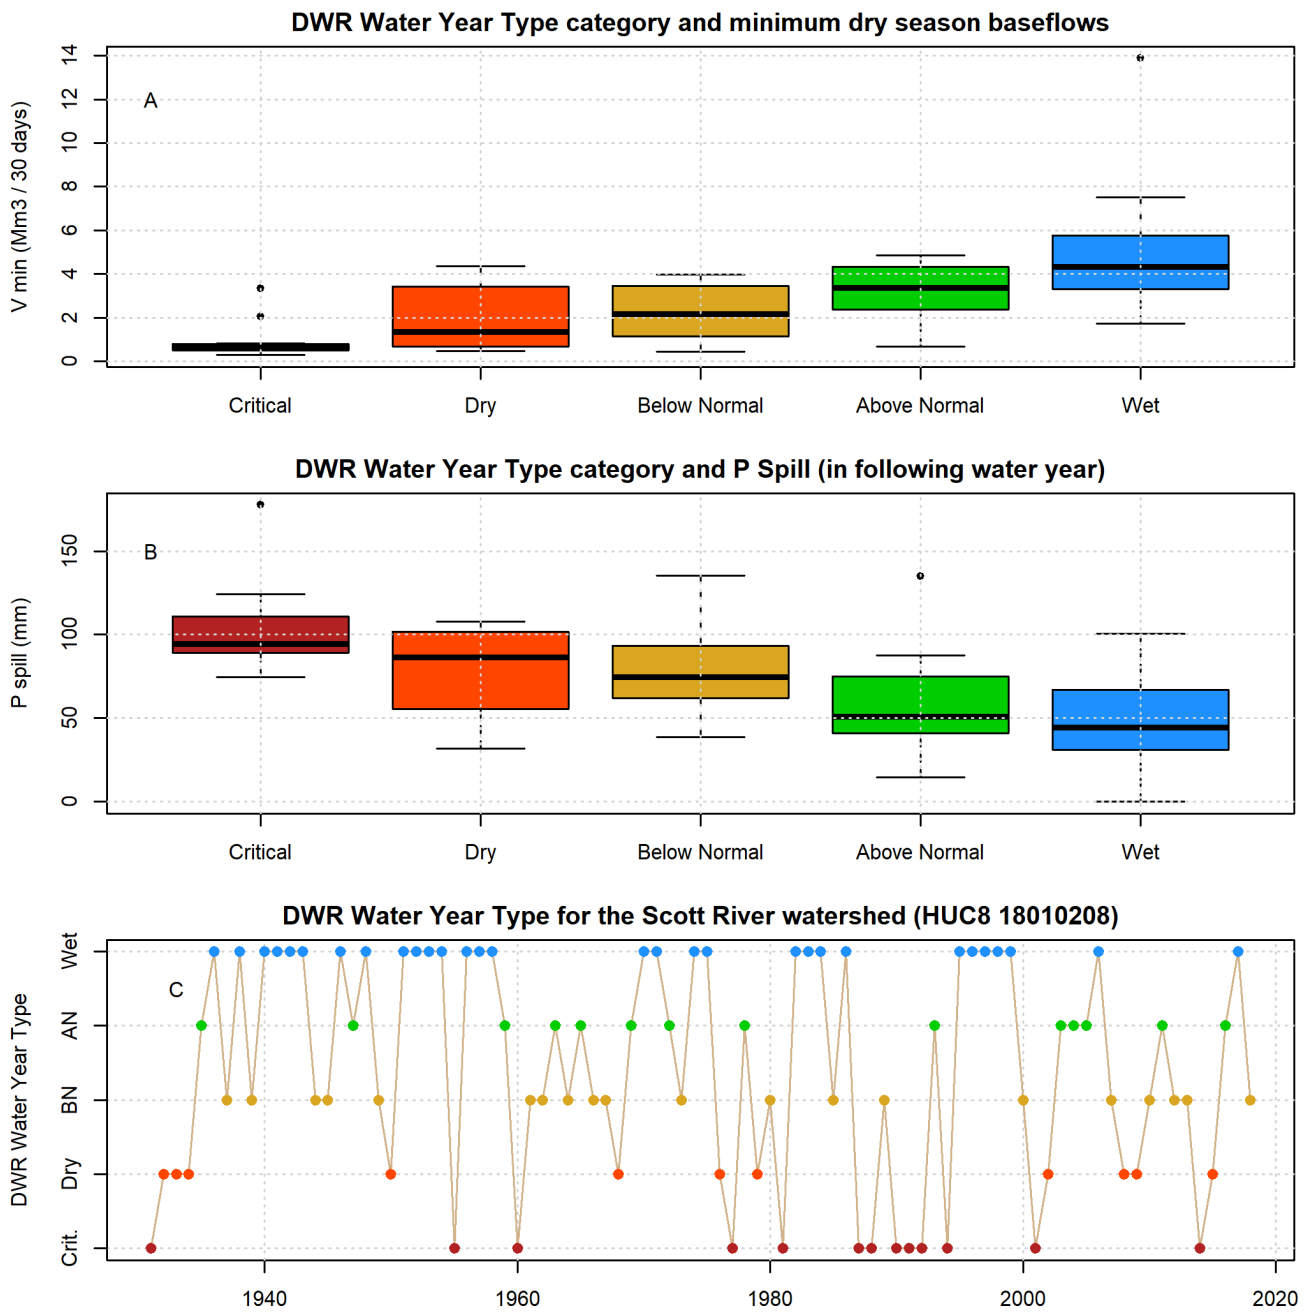 DWR Water Year Type category and minimum dry season baseflows
V min (Mm3 / 30 days)
14
12
10
8
6
4
2
0
A
Critical Dry Below Normal Above Normal Wet
DWR Water Year Type category and P Spill (in following water year)
P spill (mm)
150
100
50
0
B
Critical Dry Below Normal Above Normal Wet
DWR Water Year Type for the Scott River watershed (HUC8 18010208)
DWR Water Year Type
Wet
AN
BN
Dry
Crit.
C
1940 1960 1980 2000 2020